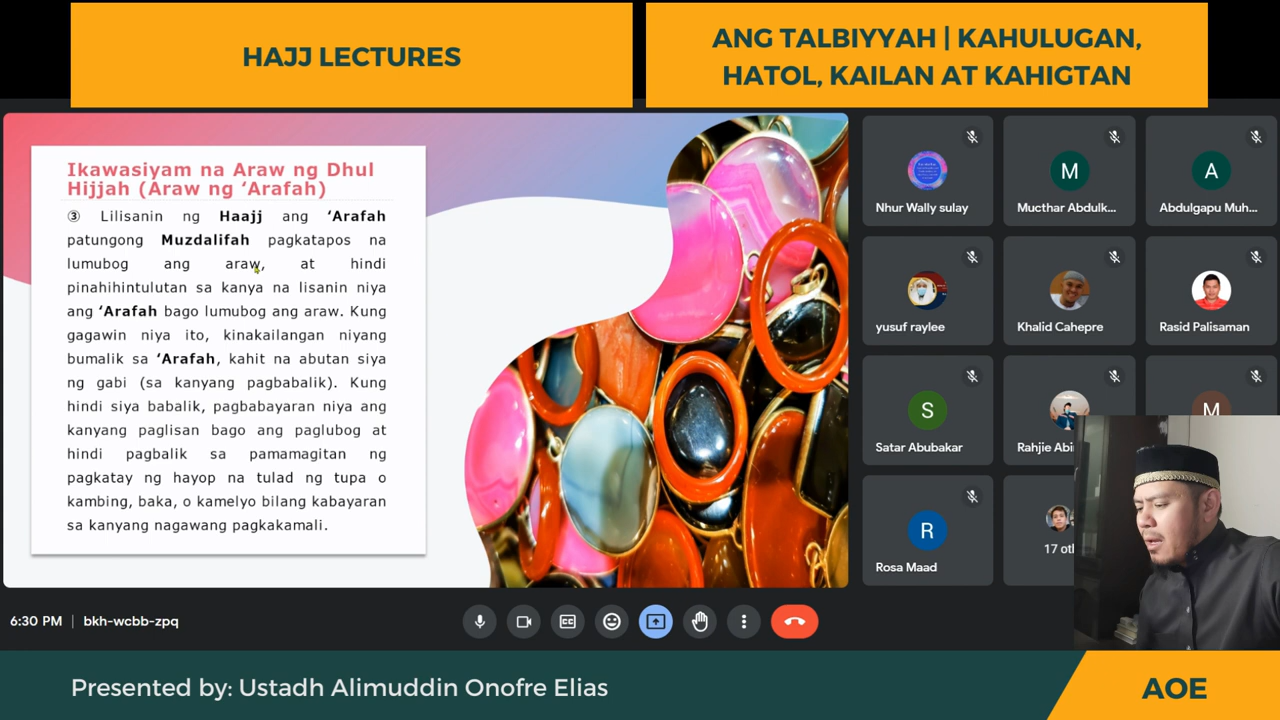 HAJJ LECTURES
ANG TALBIYYAH | KAHULUGAN,
HATOL, KAILAN AT KAHIGTAN
Ikawasiyam na Araw ng Dhul
Hijjah (Araw ng ‘Arafah)
③ Lilisanin ng Haajj ang ‘Arafah
patungong Muzdalifah pagkatapos na
lumubog ang araw, at hindi
pinahihintulutan sa kanya na lisanin niya
ang ‘Arafah bago lumubog ang araw. Kung
gagawin niya ito, kinakailangan niyang
bumalik sa ‘Arafah, kahit na abutan siya
ng gabi (sa kanyang pagbabalik). Kung
hindi siya babalik, pagbabayaran niya ang
kanyang paglisan bago ang paglubog at
hindi pagbalik sa pamamagitan ng
pagkatay ng hayop na tulad ng tupa o
kambing, baka, o kamelyo bilang kabayaran
sa kanyang nagawang pagkakamali.
Nhur Wally sulay
M
Mucthar Abdulk...
A
Abdulgapu Muh...
yusuf raylee
Khalid Cahepre
Rasid Palisaman
S
Satar Abubakar
Rahjie Abi
M
R
Rosa Maad
17 ot
6:30 PM | bkh-wcbb-zpq
CC
Presented by: Ustadh Alimuddin Onofre Elias
AOE